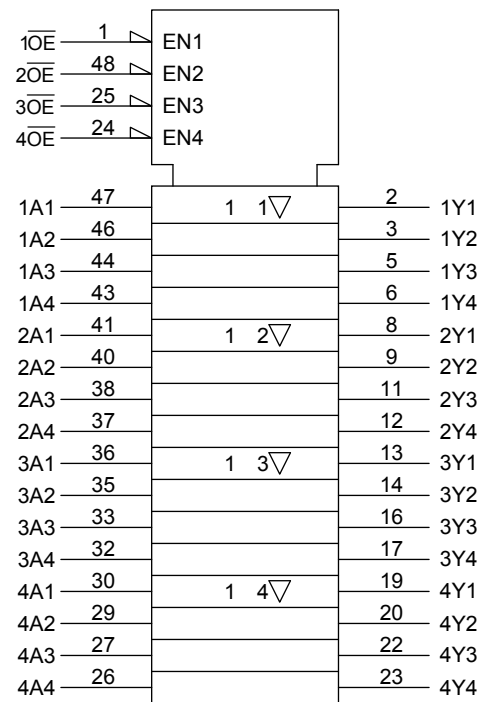 1O̅E̅ 1 EN1
2O̅E̅ 48 EN2
3O̅E̅ 25 EN3
4O̅E̅ 24 EN4
1A1 47 1 1▽ 2 1Y1
1A2 46 3 1Y2
1A3 44 5 1Y3
1A4 43 6 1Y4
2A1 41 1 2▽ 8 2Y1
2A2 40 9 2Y2
2A3 38 11 2Y3
2A4 37 12 2Y4
3A1 36 1 3▽ 13 3Y1
3A2 35 14 3Y2
3A3 33 16 3Y3
3A4 32 17 3Y4
4A1 30 1 4▽ 19 4Y1
4A2 29 20 4Y2
4A3 27 22 4Y3
4A4 26 23 4Y4